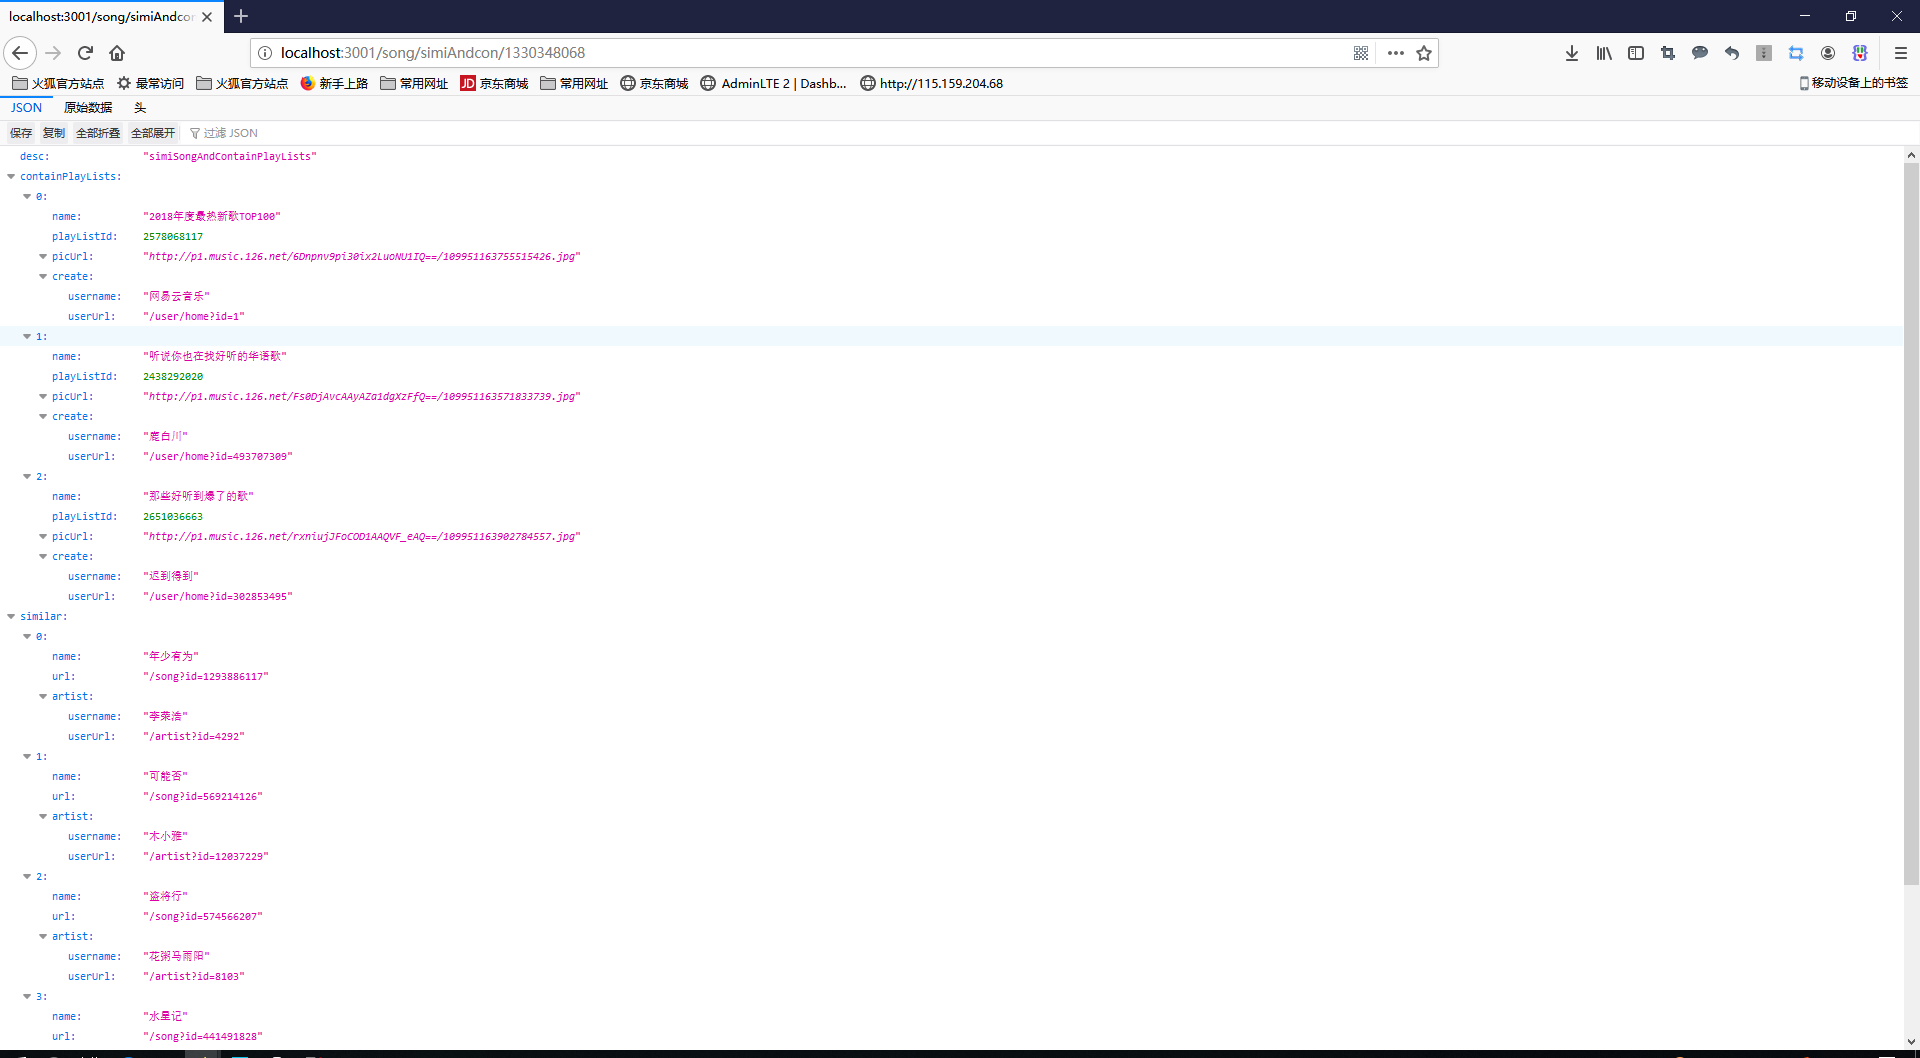 localhost:3001/song/simiAndcon
localhost:3001/song/simiAndcon/1330348068
火狐官方站点 最常访问 火狐官方站点 新手上路 常用网址 JD 京东商城 常用网址 京东商城 AdminLTE 2 | Dashb... http://115.159.204.68 移动设备上的书签
JSON 原始数据 头
保存 复制 全部折叠 全部展开 过滤 JSON
desc: "simiSongAndContainPlayLists"
containPlayLists:
0:
name: "2018年度最热新歌TOP100"
playListId: 2578068117
picUrl: "http://p1.music.126.net/6Dnpnv9pi30ix2LuoNU1IQ==/109951163755515426.jpg"
create:
username: "网易云音乐"
userUrl: "/user/home?id=1"
1:
name: "听说你也在找好听的华语歌"
playListId: 2438292020
picUrl: "http://p1.music.126.net/Fs0DjAvcAAyAZa1dgXzFfQ==/109951163571833739.jpg"
create:
username: "鹿白川"
userUrl: "/user/home?id=493707309"
2:
name: "那些好听到爆了的歌"
playListId: 2651036663
picUrl: "http://p1.music.126.net/rxniujJFoCOD1AAQVF_eAQ==/109951163902784557.jpg"
create:
username: "迟到得到"
userUrl: "/user/home?id=302853495"
similar:
0:
name: "年少有为"
url: "/song?id=1293886117"
artist:
username: "李荣浩"
userUrl: "/artist?id=4292"
1:
name: "可能否"
url: "/song?id=569214126"
artist:
username: "木小雅"
userUrl: "/artist?id=12037229"
2:
name: "盗将行"
url: "/song?id=574566207"
artist:
username: "花粥马雨阳"
userUrl: "/artist?id=8103"
3:
name: "水星记"
url: "/song?id=441491828"